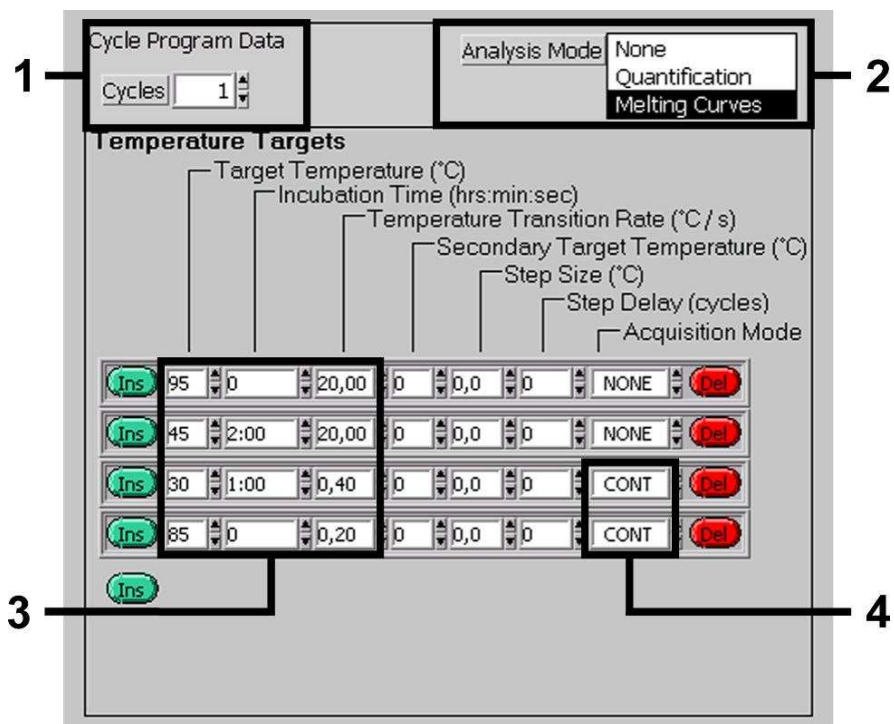 Cycle Program Data
1
Cycles 1
Analysis Mode None
Quantification
Melting Curves
2
Temperature Targets
Target Temperature (°C)
Incubation Time (hrs:min:sec)
Temperature Transition Rate (°C / s)
Secondary Target Temperature (°C)
Step Size (°C)
Step Delay (cycles)
Acquisition Mode
Ins 95 0 20,00 0 0,0 0 NONE Del
Ins 45 2:00 20,00 0 0,0 0 NONE Del
Ins 30 1:00 0,40 0 0,0 0 CONT Del
Ins 85 0 0,20 0 0,0 0 CONT Del
Ins
3
4